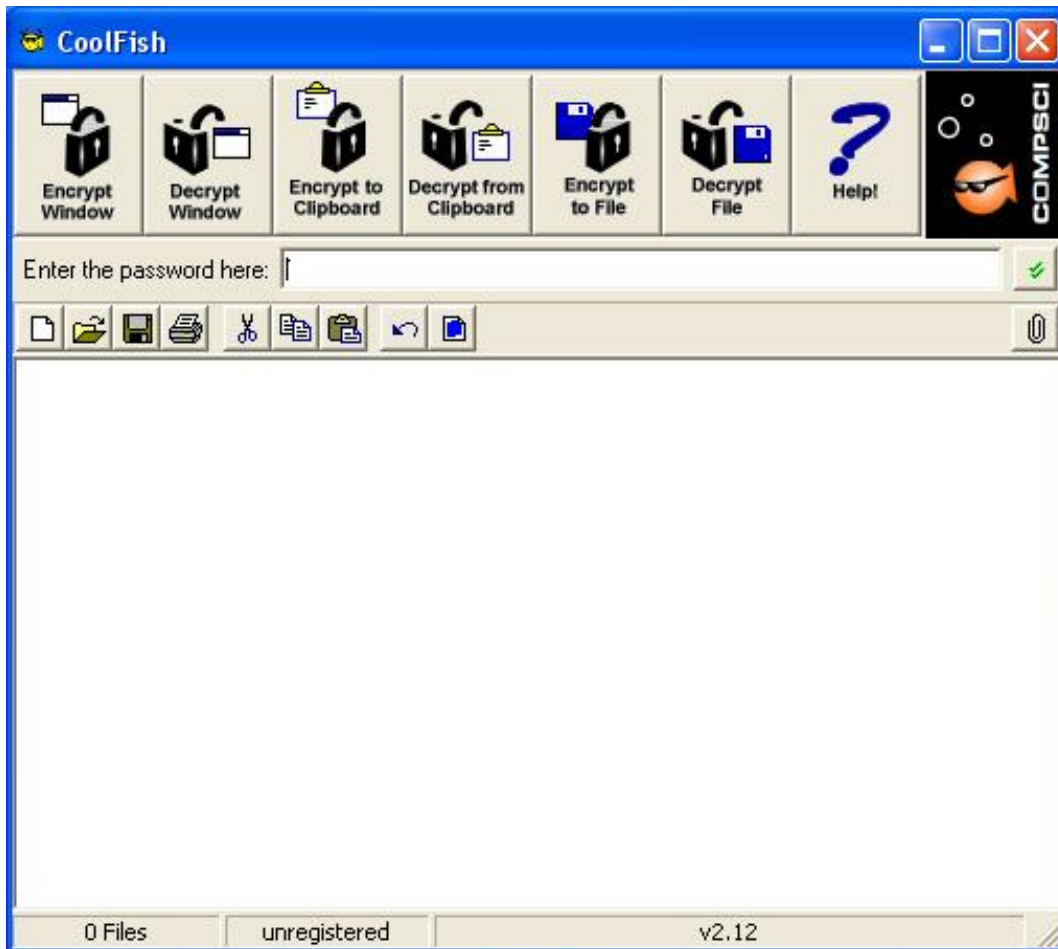 CoolFish
Encrypt
Window
Decrypt
Window
Encrypt to
Clipboard
Decrypt from
Clipboard
Encrypt
to File
Decrypt
File
Help!
COMPSCI
Enter the password here:
0 Files
unregistered
v2.12